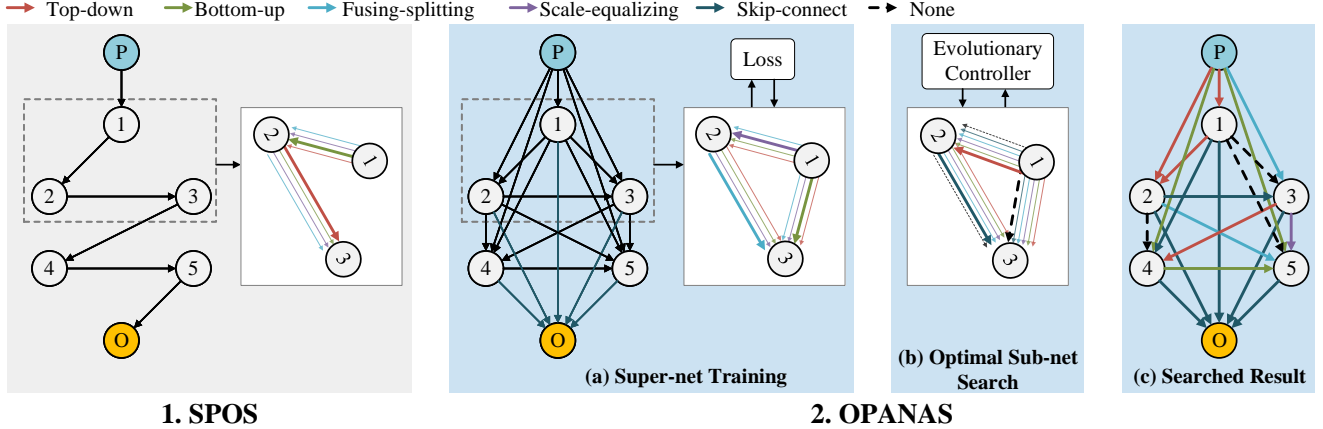 Top-down Bottom-up Fusing-splitting Scale-equalizing Skip-connect None
P
1
2 3
4 5
O
2
1
3
1. SPOS
P
1
2 3
4 5
O
Loss
2
1
3
(a) Super-net Training
Evolutionary
Controller
2
1
3
(b) Optimal Sub-net
Search
P
1
2 3
4 5
O
(c) Searched Result
2. OPANAS